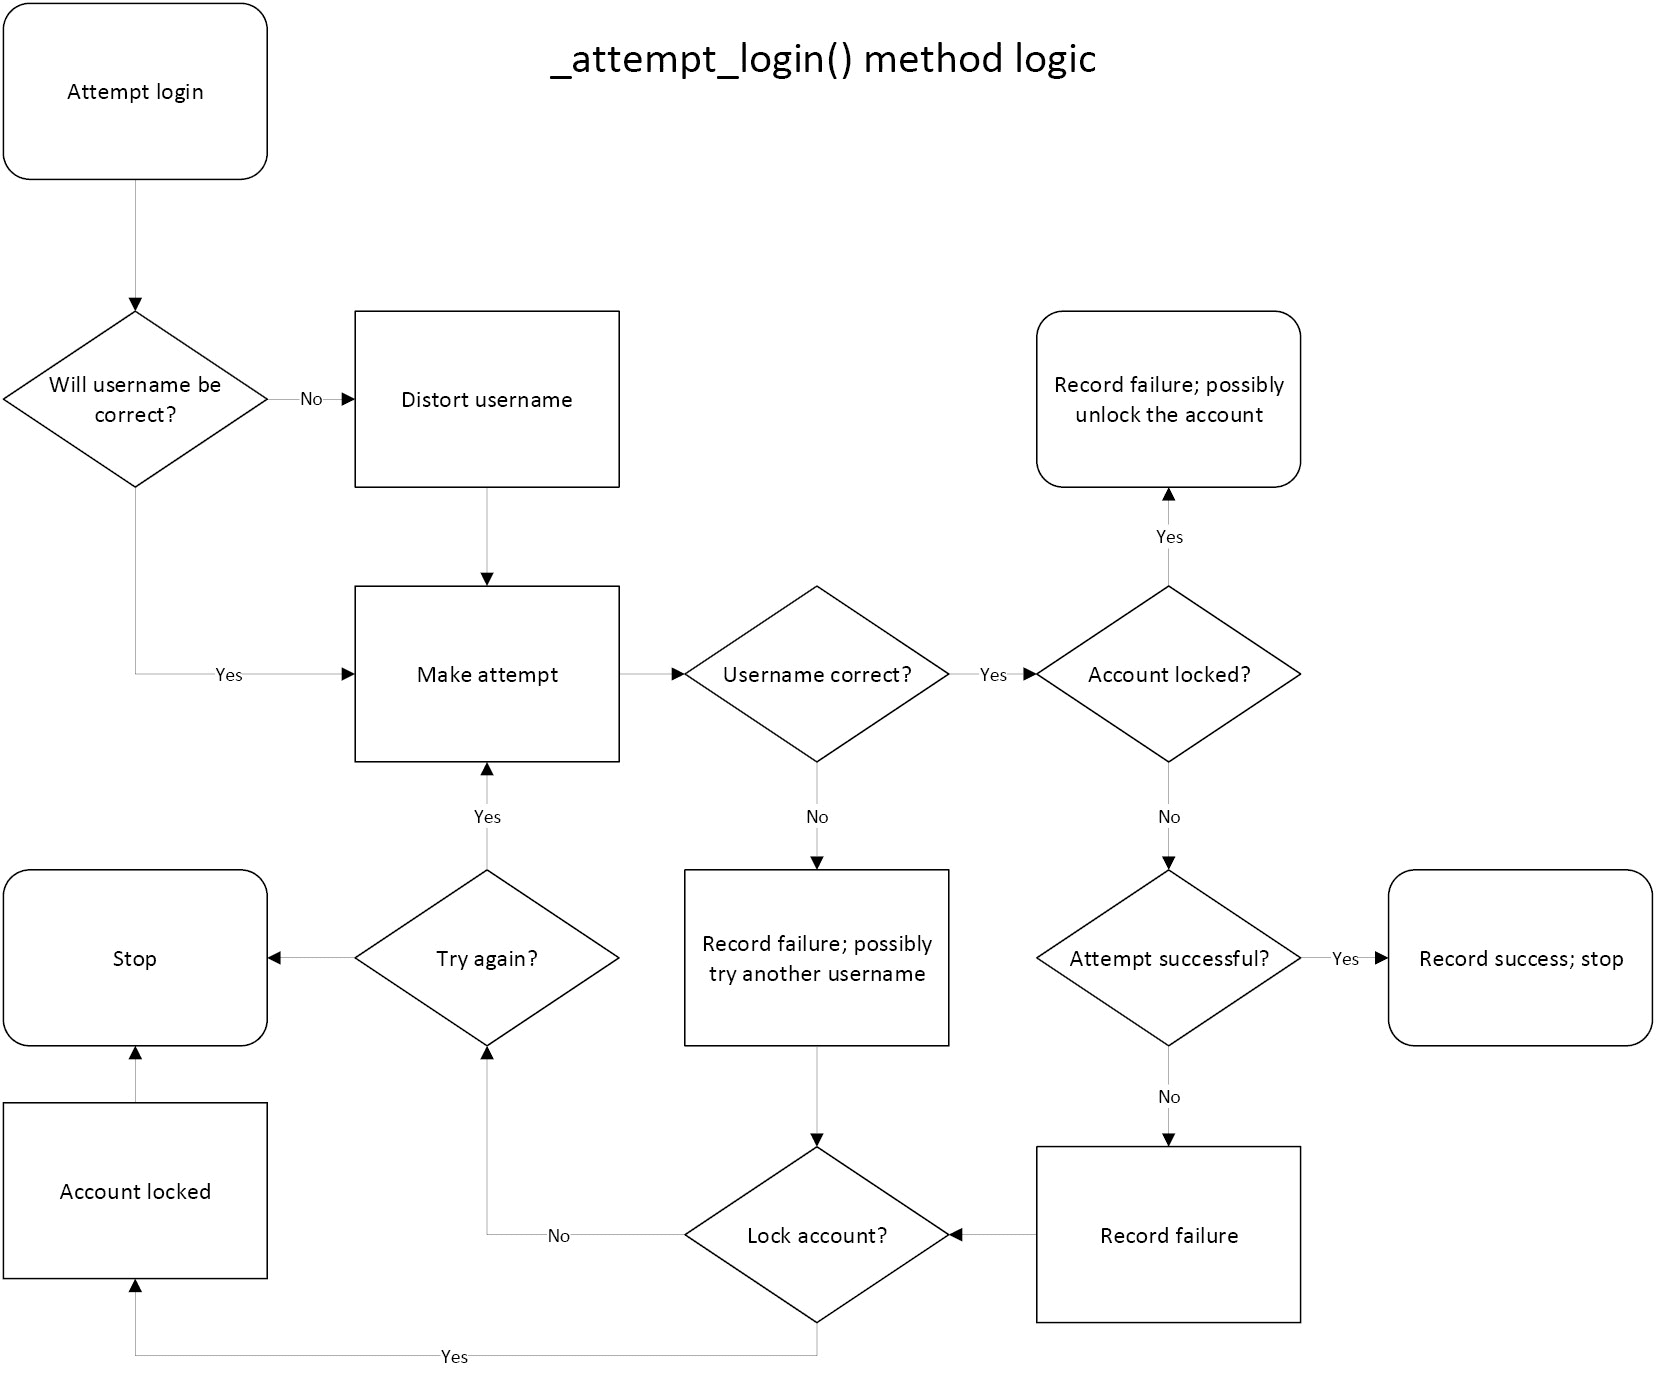 _attempt_login() method logic
Attempt login
Will username be
correct?
No
Distort username
Record failure; possibly
unlock the account
Yes
Yes
Make attempt
Username correct?
Yes
Account locked?
Yes
No
No
Stop
Try again?
Record failure; possibly
try another username
Attempt successful?
Yes
Record success; stop
No
Account locked
No
Lock account?
Record failure
Yes